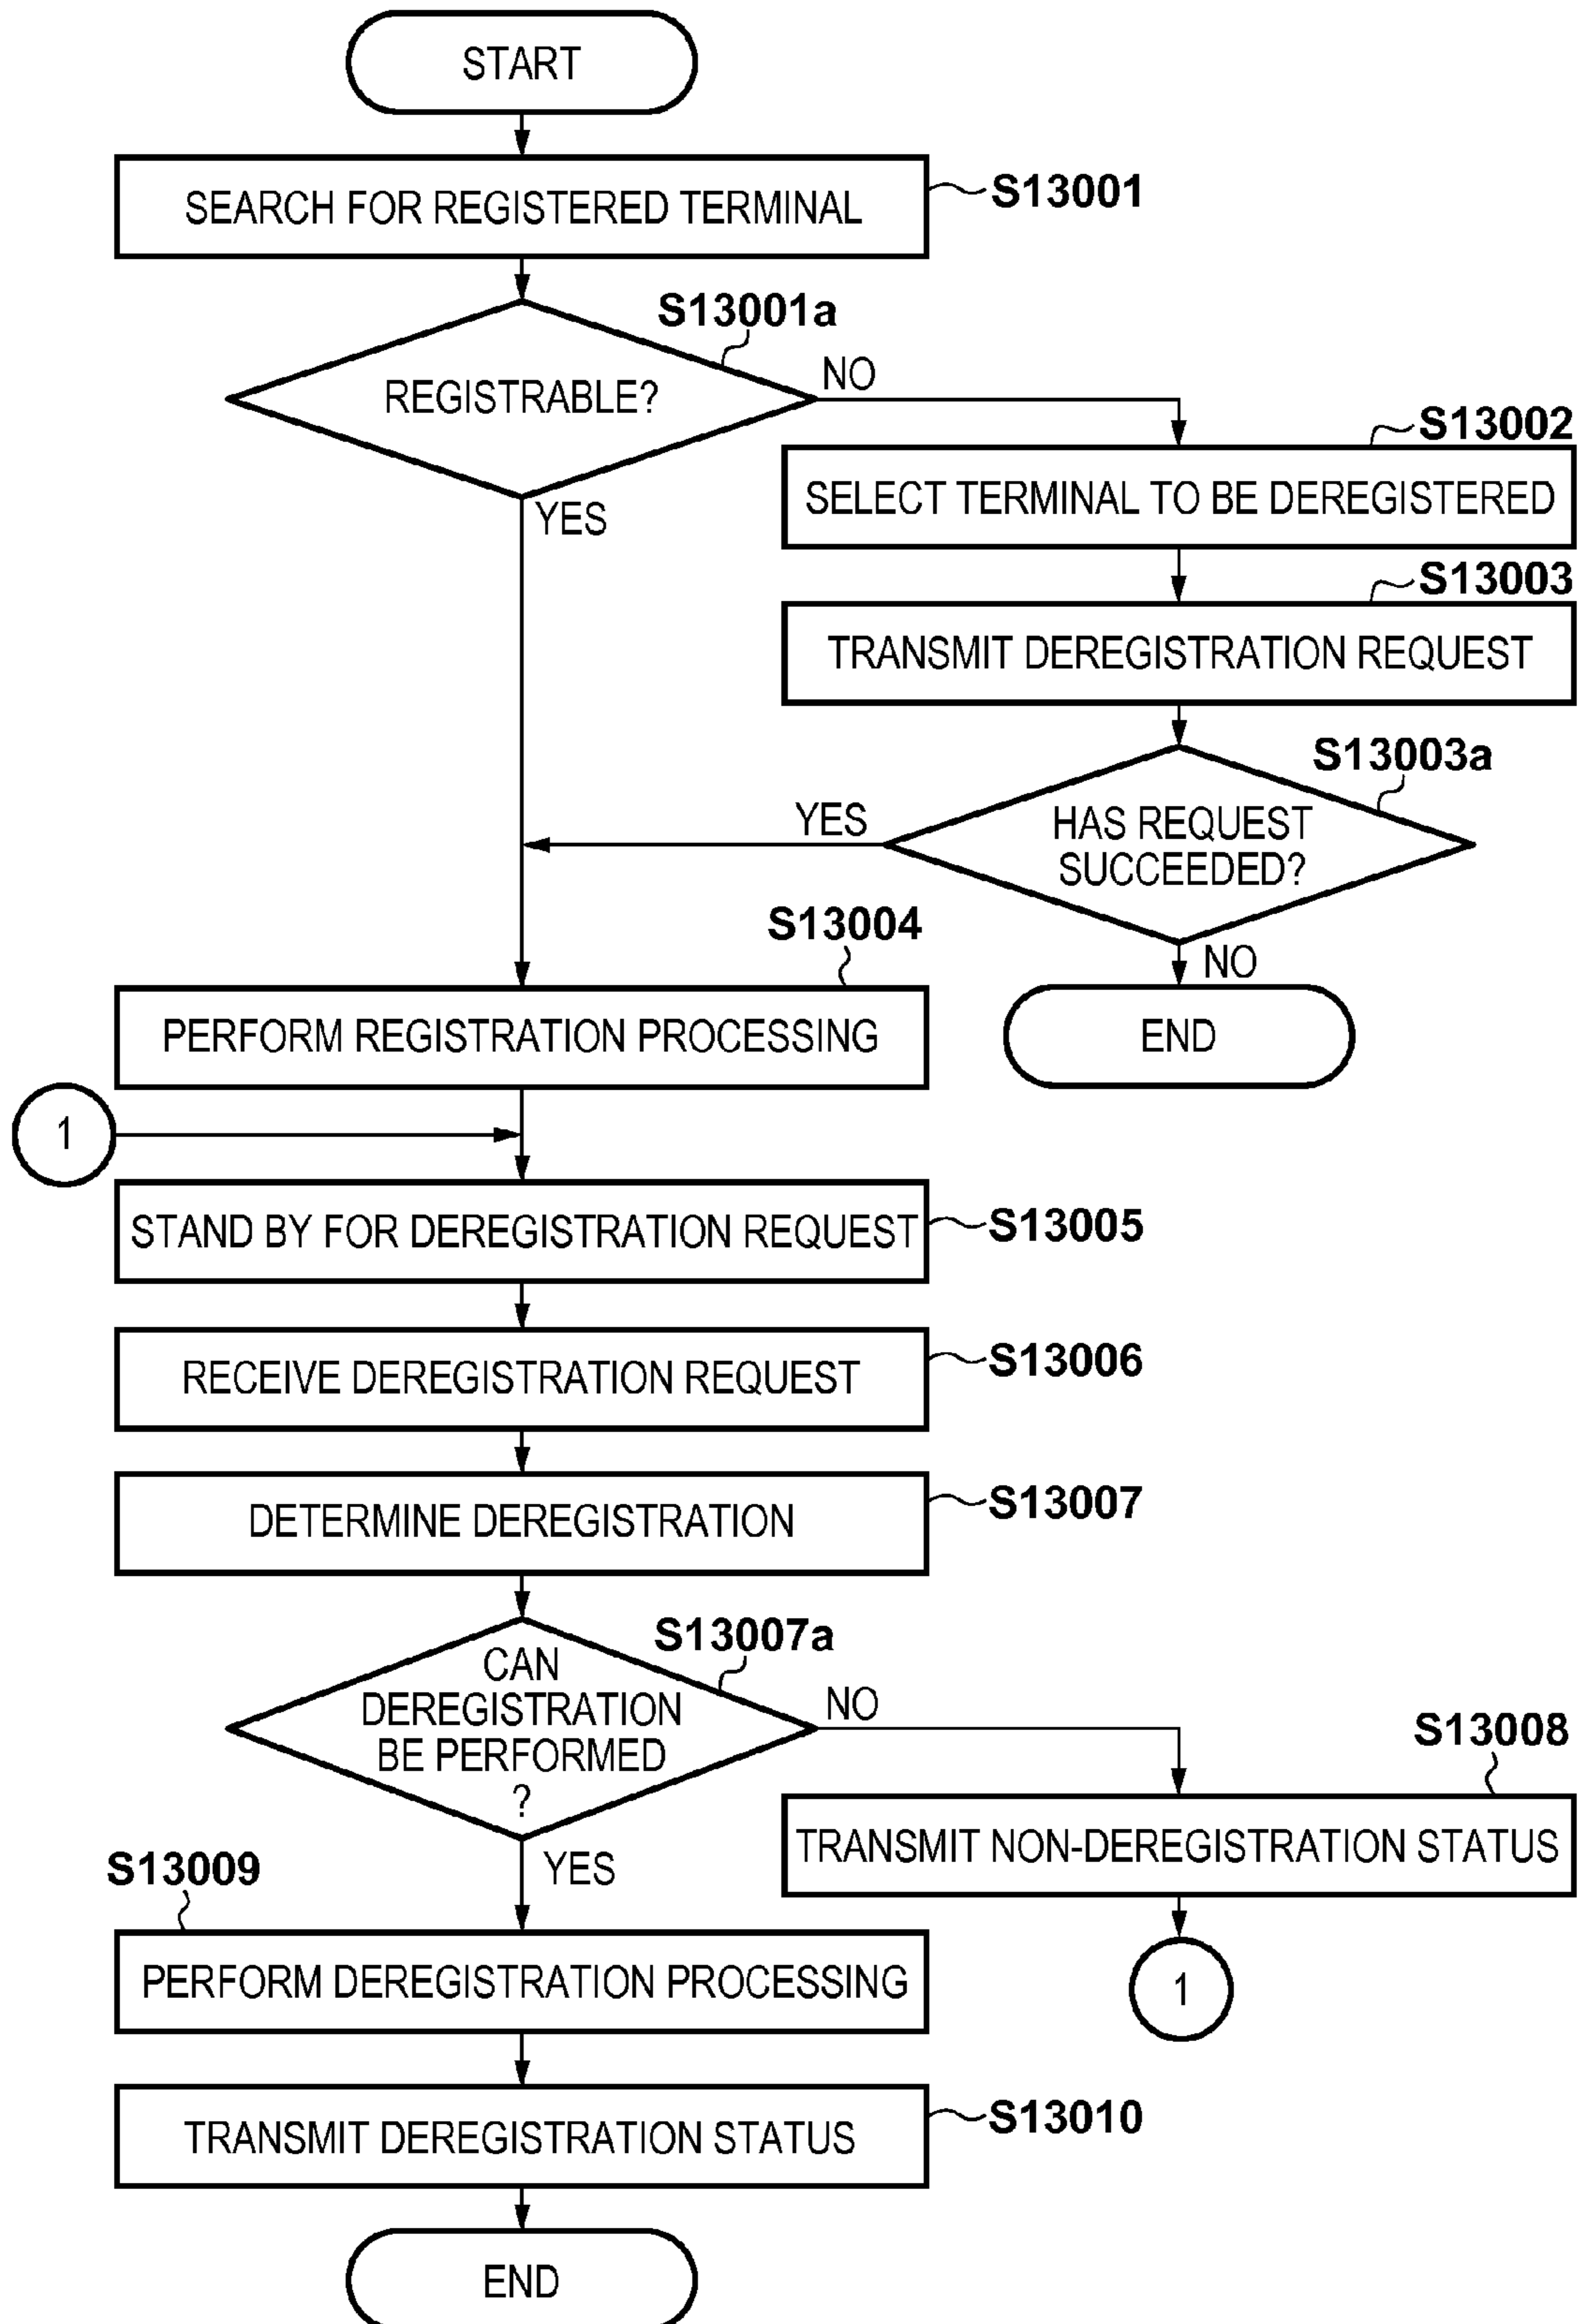 START
SEARCH FOR REGISTERED TERMINAL
S13001
S13001a
REGISTRABLE?
NO
YES
S13002
SELECT TERMINAL TO BE DEREGISTERED
S13003
TRANSMIT DEREGISTRATION REQUEST
S13003a
HAS REQUEST
SUCCEEDED?
YES
NO
END
S13004
PERFORM REGISTRATION PROCESSING
1
STAND BY FOR DEREGISTRATION REQUEST
S13005
RECEIVE DEREGISTRATION REQUEST
S13006
DETERMINE DEREGISTRATION
S13007
S13007a
CAN
DEREGISTRATION
BE PERFORMED
?
NO
YES
S13008
TRANSMIT NON-DEREGISTRATION STATUS
1
S13009
PERFORM DEREGISTRATION PROCESSING
TRANSMIT DEREGISTRATION STATUS
S13010
END